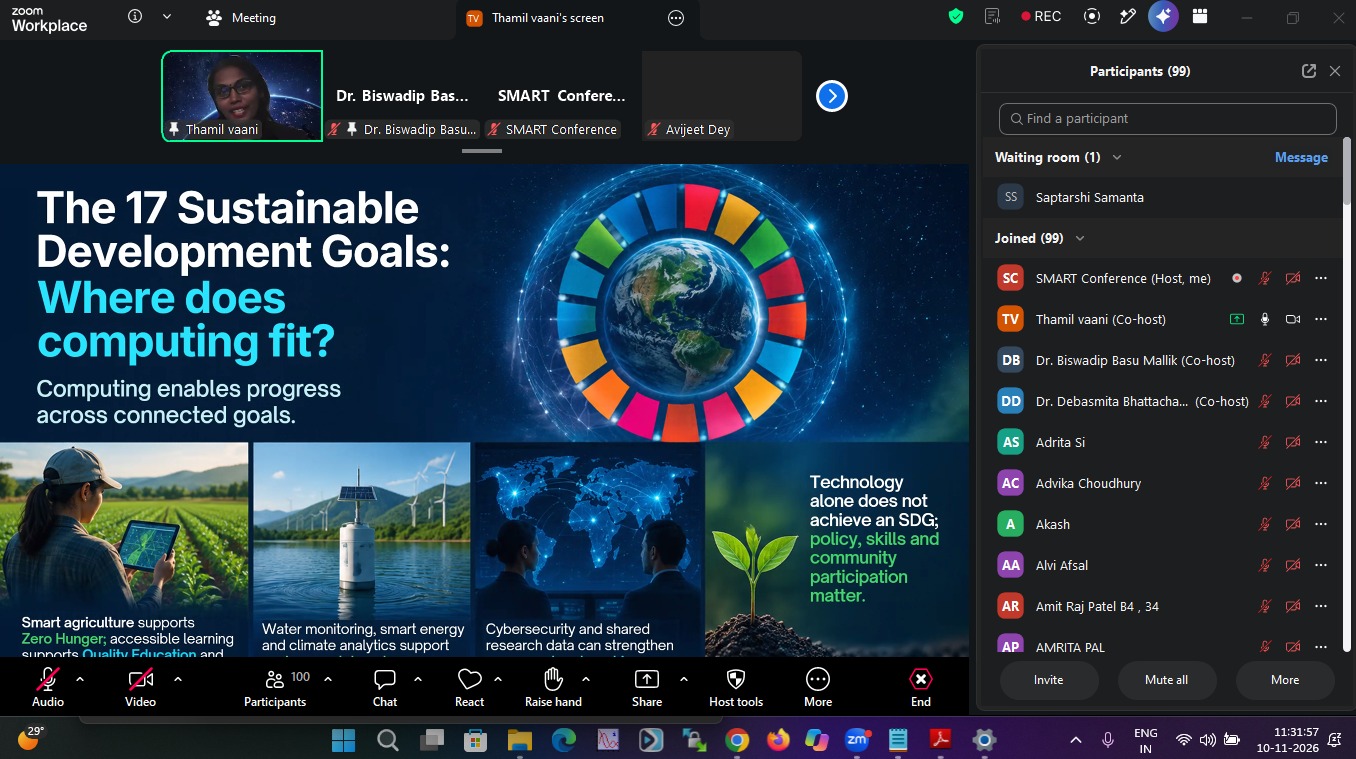 zoom
Workplace
Meeting
TV Thamil vaani's screen
REC
Thamil vaani
Dr. Biswadip Bas...
Dr. Biswadip Basu...
SMART Confere...
SMART Conference
Avijeet Dey
The 17 Sustainable
Development Goals:
Where does
computing fit?
Computing enables progress
across connected goals.
Smart agriculture supports
Zero Hunger; accessible learning
supports Quality Education and
Water monitoring, smart energy
and climate analytics support
Cybersecurity and shared
research data can strengthen
Technology
alone does not
achieve an SDG;
policy, skills and
community
participation
matter.
Participants (99)
Find a participant
Waiting room (1) Message
SS Saptarshi Samanta
Joined (99)
SC SMART Conference (Host, me)
TV Thamil vaani (Co-host)
DB Dr. Biswadip Basu Mallik (Co-host)
DD Dr. Debasmita Bhattacha... (Co-host)
AS Adrita Si
AC Advika Choudhury
A Akash
AA Alvi Afsal
AR Amit Raj Patel B4 , 34
AP AMRITA PAL
Invite Mute all More
Audio Video Participants 100 Chat React Raise hand Share Host tools More End
29°
zm
ENG
IN
11:31:57
10-11-2026